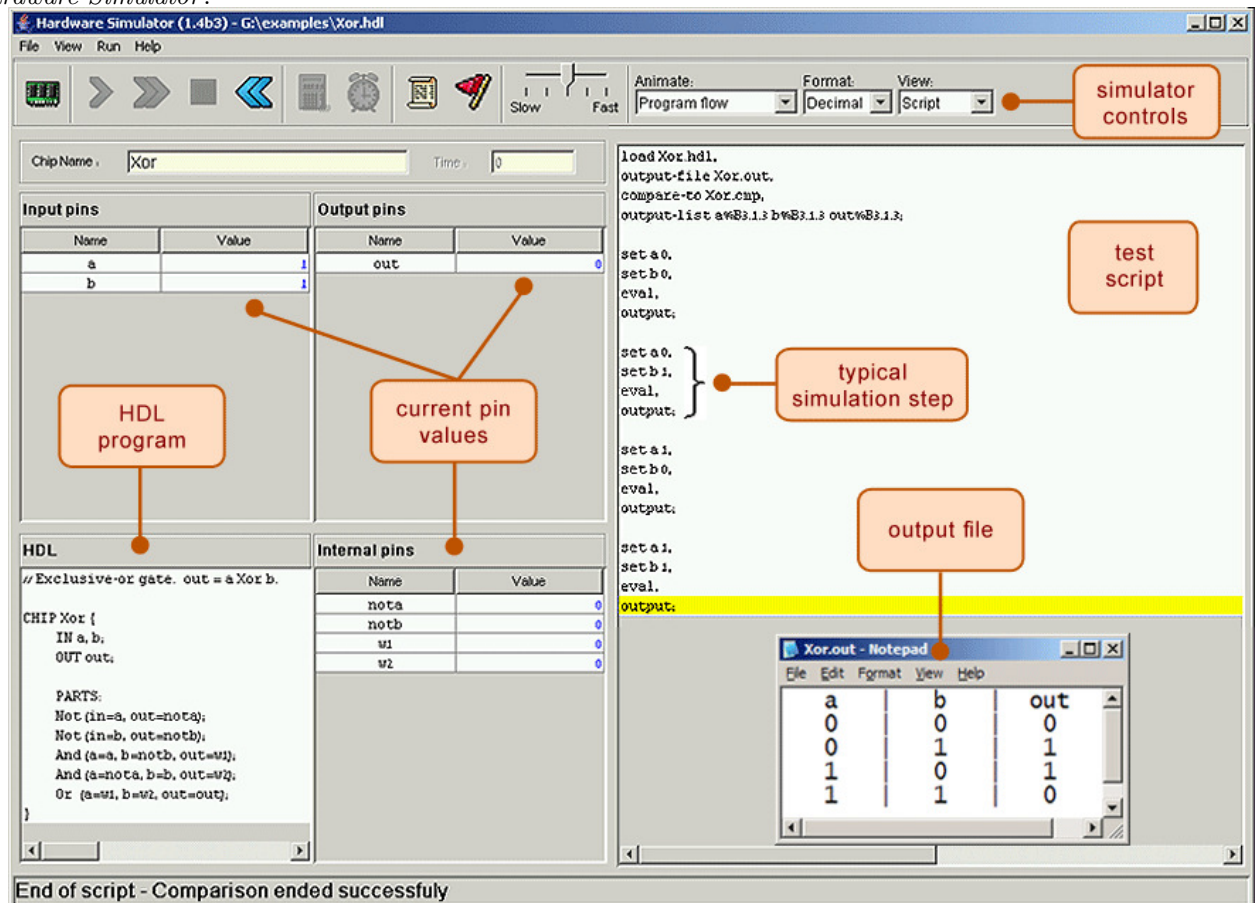 Hardware Simulator (1.4b3) - G:\examples\Xor.hdl
File View Run Help
Slow Fast
Animate: Format: View:
Program flow Decimal Script
simulator controls
Chip Name : Xor Time : 0
Input pins
Name Value
a 1
b 1
Output pins
Name Value
out 0
HDL program
current pin values
HDL
// Exclusive-or gate. out = a Xor b.
CHIP Xor {
IN a, b;
OUT out;
PARTS:
Not (in=a, out=nota);
Not (in=b, out=notb);
And (a=a, b=notb, out=w1);
And (a=nota, b=b, out=w2);
Or (a=w1, b=w2, out=out);
}
Internal pins
Name Value
nota 0
notb 0
w1 0
w2 0
load Xor.hdl,
output-file Xor.out,
compare-to Xor.cmp,
output-list a%B3.1.3 b%B3.1.3 out%B3.1.3;
set a 0,
set b 0,
eval,
output;
set a 0,
set b 1,
eval,
output;
set a 1,
set b 0,
eval,
output;
set a 1,
set b 1,
eval,
output;
test script
typical simulation step
output file
Xor.out - Notepad
File Edit Format View Help
a | b | out
0 | 0 | 0
0 | 1 | 1
1 | 0 | 1
1 | 1 | 0
End of script - Comparison ended successfuly